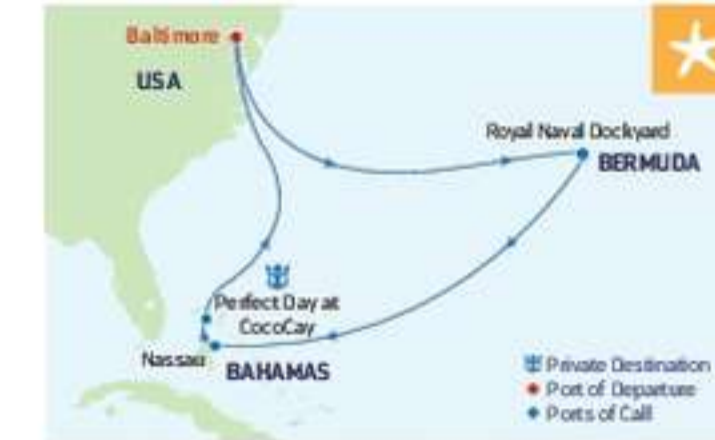 Baltimore
USA
Royal Naval Dockyard
BERMUDA
Perfect Day at
CocoCay
Nassau
BAHAMAS
Private Destination
Port of Departure
Ports of Call